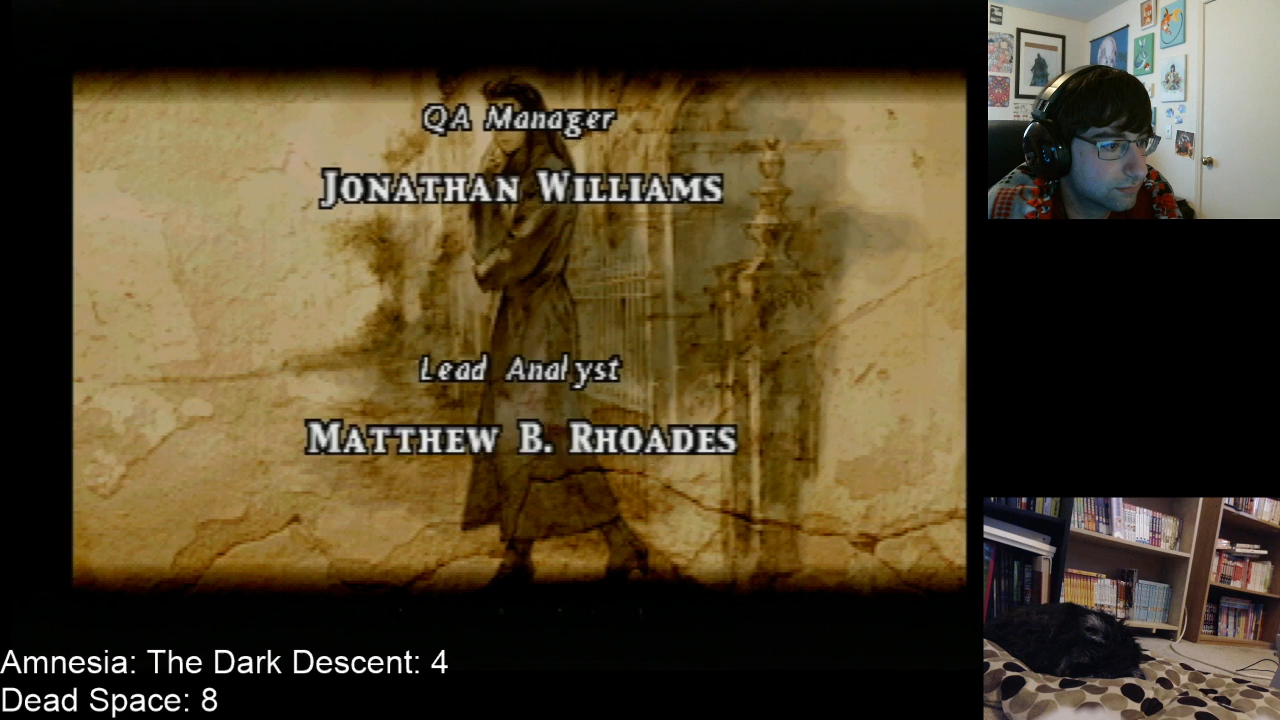 QA Manager
JONATHAN WILLIAMS
Lead Analyst
MATTHEW B. RHOADES
Amnesia: The Dark Descent: 4
Dead Space: 8